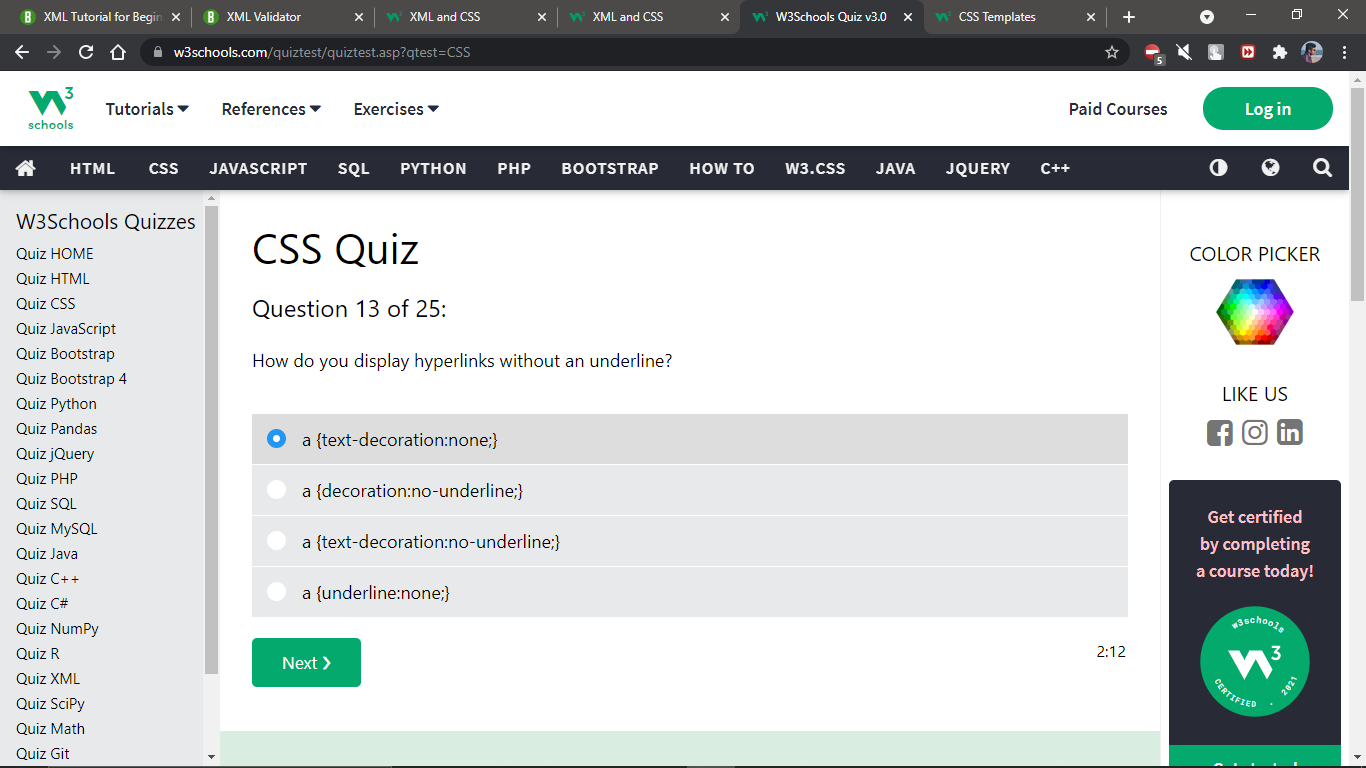 XML Tutorial for Begin
XML Validator
XML and CSS
XML and CSS
W3Schools Quiz v3.0
CSS Templates
w3schools.com/quiztest/quiztest.asp?qtest=CSS
5
3
schools
Tutorials
References
Exercises
Paid Courses
Log in
HTML
CSS
JAVASCRIPT
SQL
PYTHON
PHP
BOOTSTRAP
HOW TO
W3.CSS
JAVA
JQUERY
C++
W3Schools Quizzes
Quiz HOME
Quiz HTML
Quiz CSS
Quiz JavaScript
Quiz Bootstrap
Quiz Bootstrap 4
Quiz Python
Quiz Pandas
Quiz jQuery
Quiz PHP
Quiz SQL
Quiz MySQL
Quiz Java
Quiz C++
Quiz C#
Quiz NumPy
Quiz R
Quiz XML
Quiz SciPy
Quiz Math
Quiz Git
CSS Quiz
Question 13 of 25:
How do you display hyperlinks without an underline?
a {text-decoration:none;}
a {decoration:no-underline;}
a {text-decoration:no-underline;}
a {underline:none;}
Next ❯
2:12
COLOR PICKER
LIKE US
Get certified
by completing
a course today!
w3schools
3
CERTIFIED . 2021